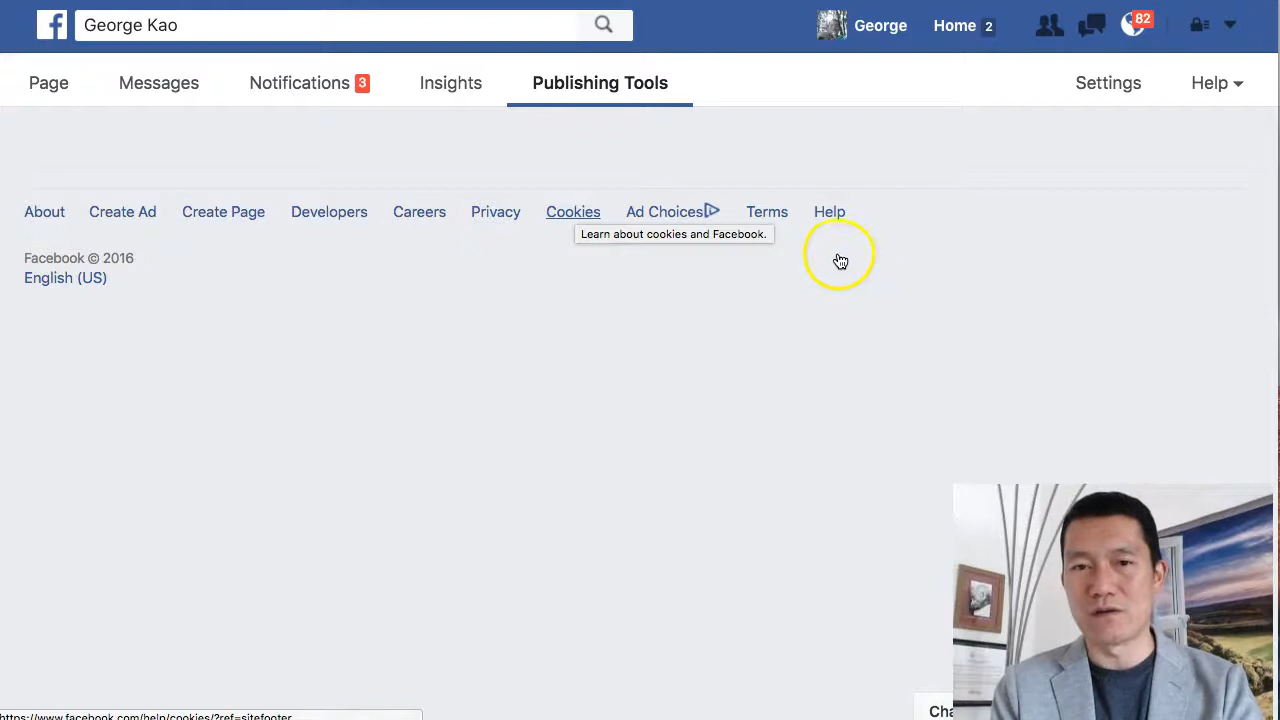 George Kao
George
Home 2
82
Page
Messages
Notifications 3
Insights
Publishing Tools
Settings
Help
About
Create Ad
Create Page
Developers
Careers
Privacy
Cookies
Ad Choices
Terms
Help
Learn about cookies and Facebook.
Facebook © 2016
English (US)
Cha
https://www.facebook.com/help/cookies/?ref=sitefooter